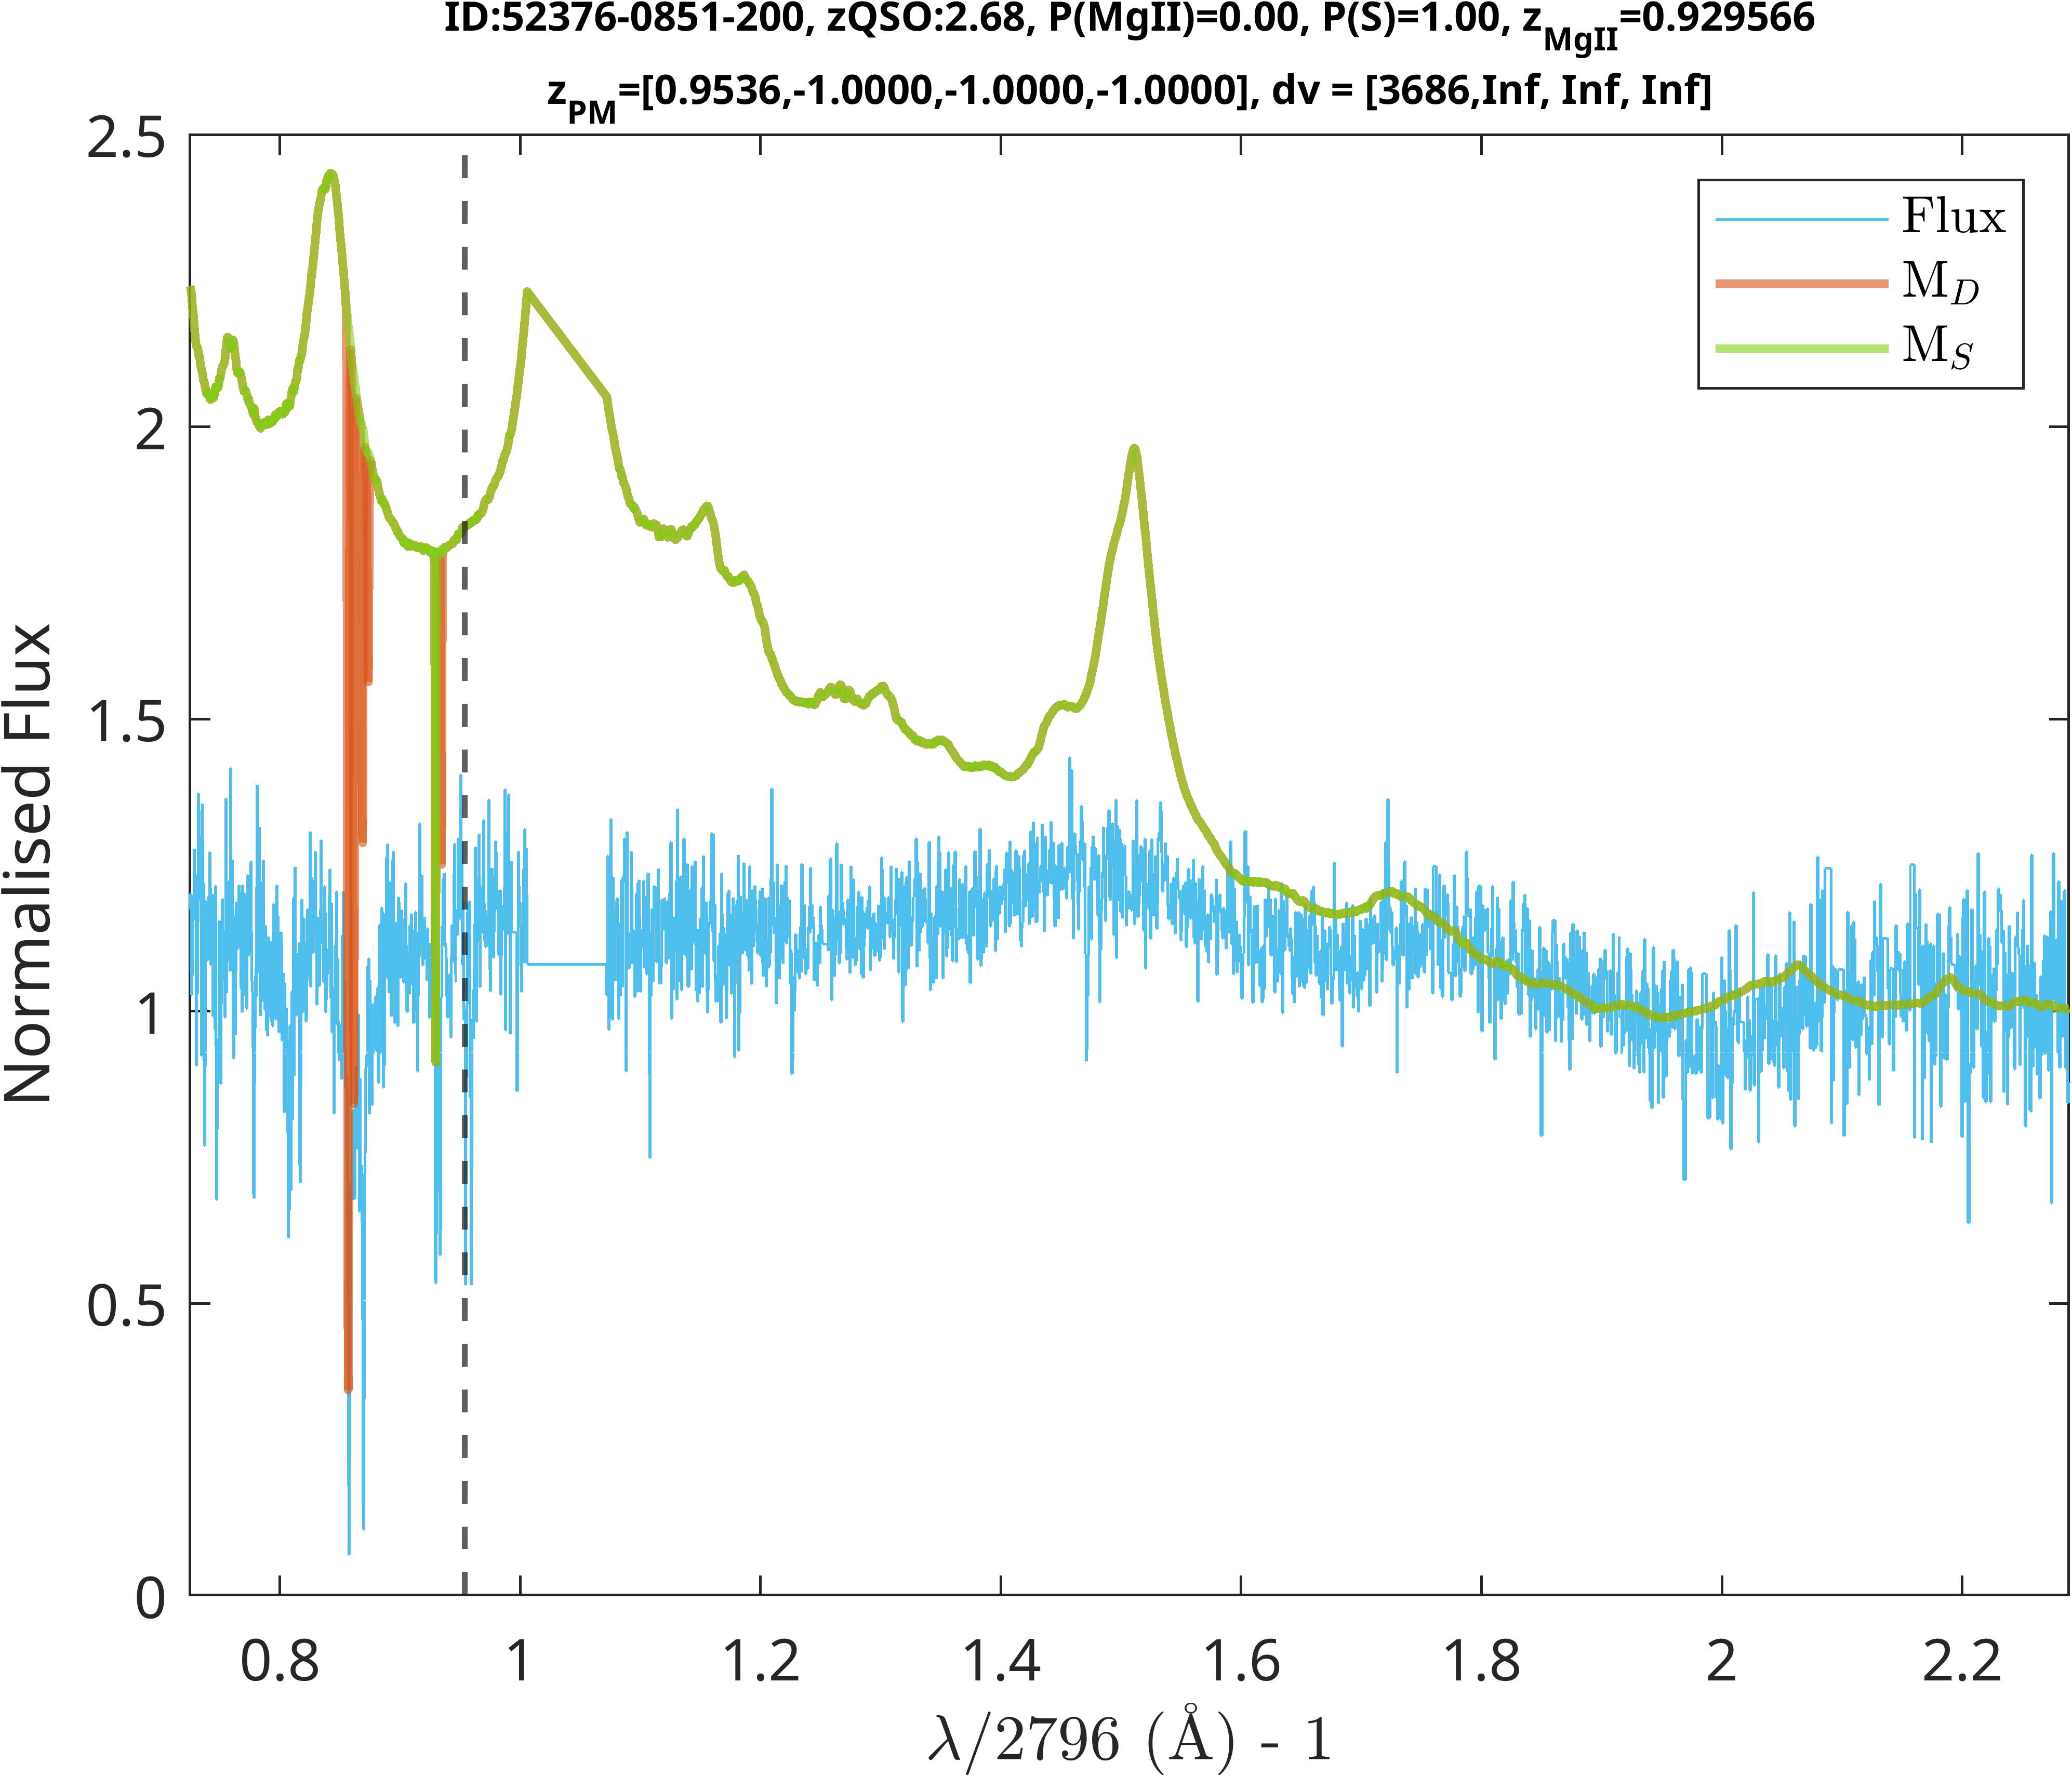 ID:52376-0851-200, zQSO:2.68, P(MgII)=0.00, P(S)=1.00, zMgII=0.929566
zPM=[0.9536,-1.0000,-1.0000,-1.0000], dv = [3686,Inf, Inf, Inf]
2.5
2
1.5
1
0.5
0
Normalised Flux
Flux
MD
MS
0.8
1
1.2
1.4
1.6
1.8
2
2.2
λ/2796 (Å) - 1